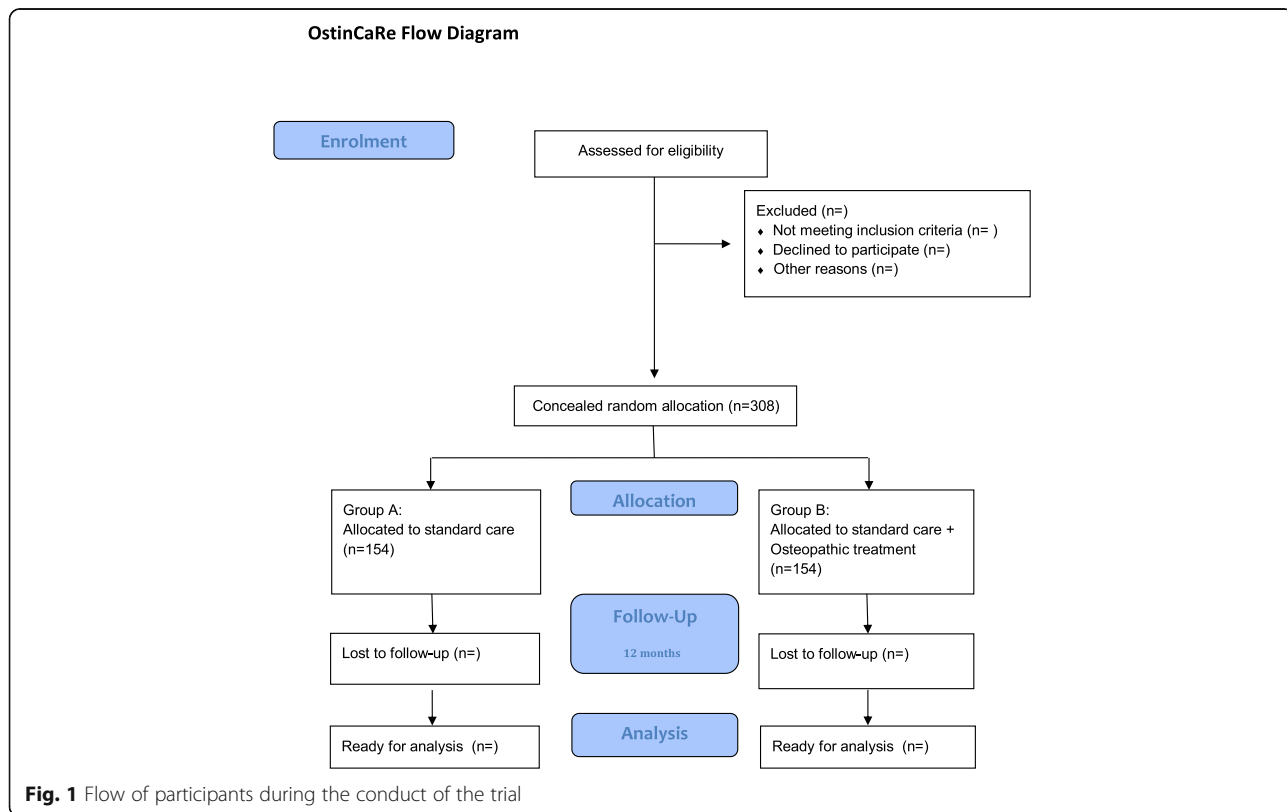 OstinCaRe Flow Diagram
Enrolment
Assessed for eligibility
Excluded (n=)
♦ Not meeting inclusion criteria (n= )
♦ Declined to participate (n=)
♦ Other reasons (n=)
Concealed random allocation (n=308)
Allocation
Group A:
Allocated to standard care
(n=154)
Group B:
Allocated to standard care +
Osteopathic treatment
(n=154)
Follow-Up
12 months
Lost to follow-up (n=)
Lost to follow-up (n=)
Analysis
Ready for analysis (n=)
Ready for analysis (n=)
Fig. 1 Flow of participants during the conduct of the trial